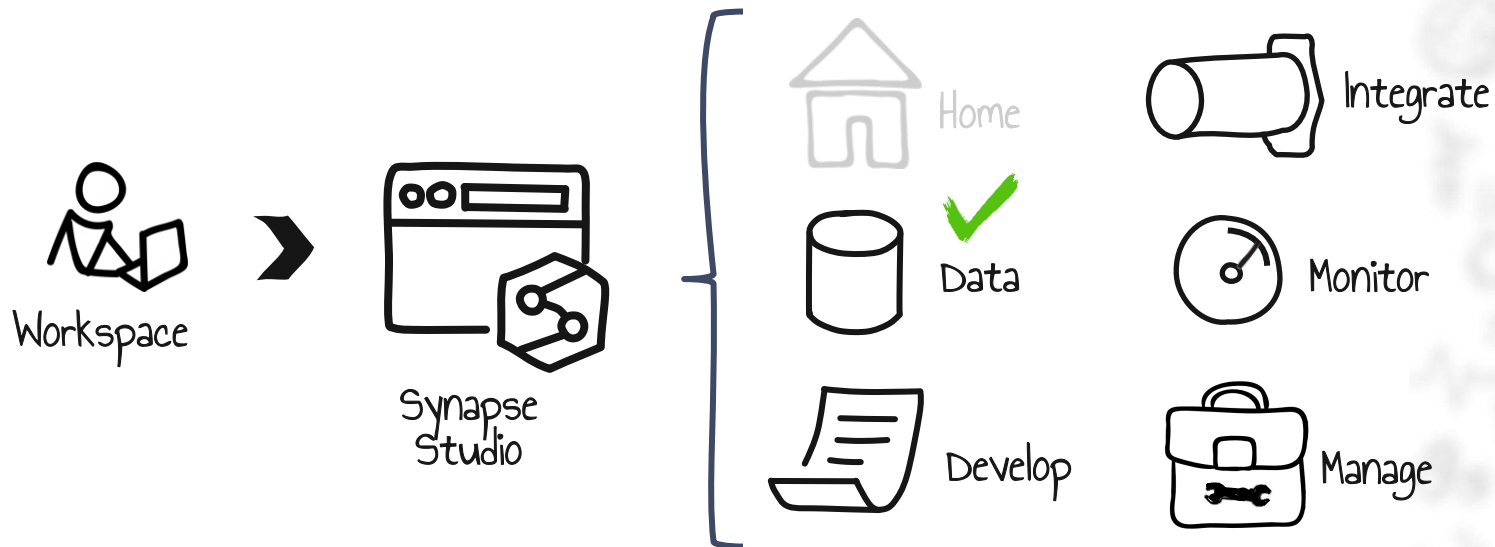 Workspace
Synapse
Studio
Home
Data
Develop
Integrate
Monitor
Manage